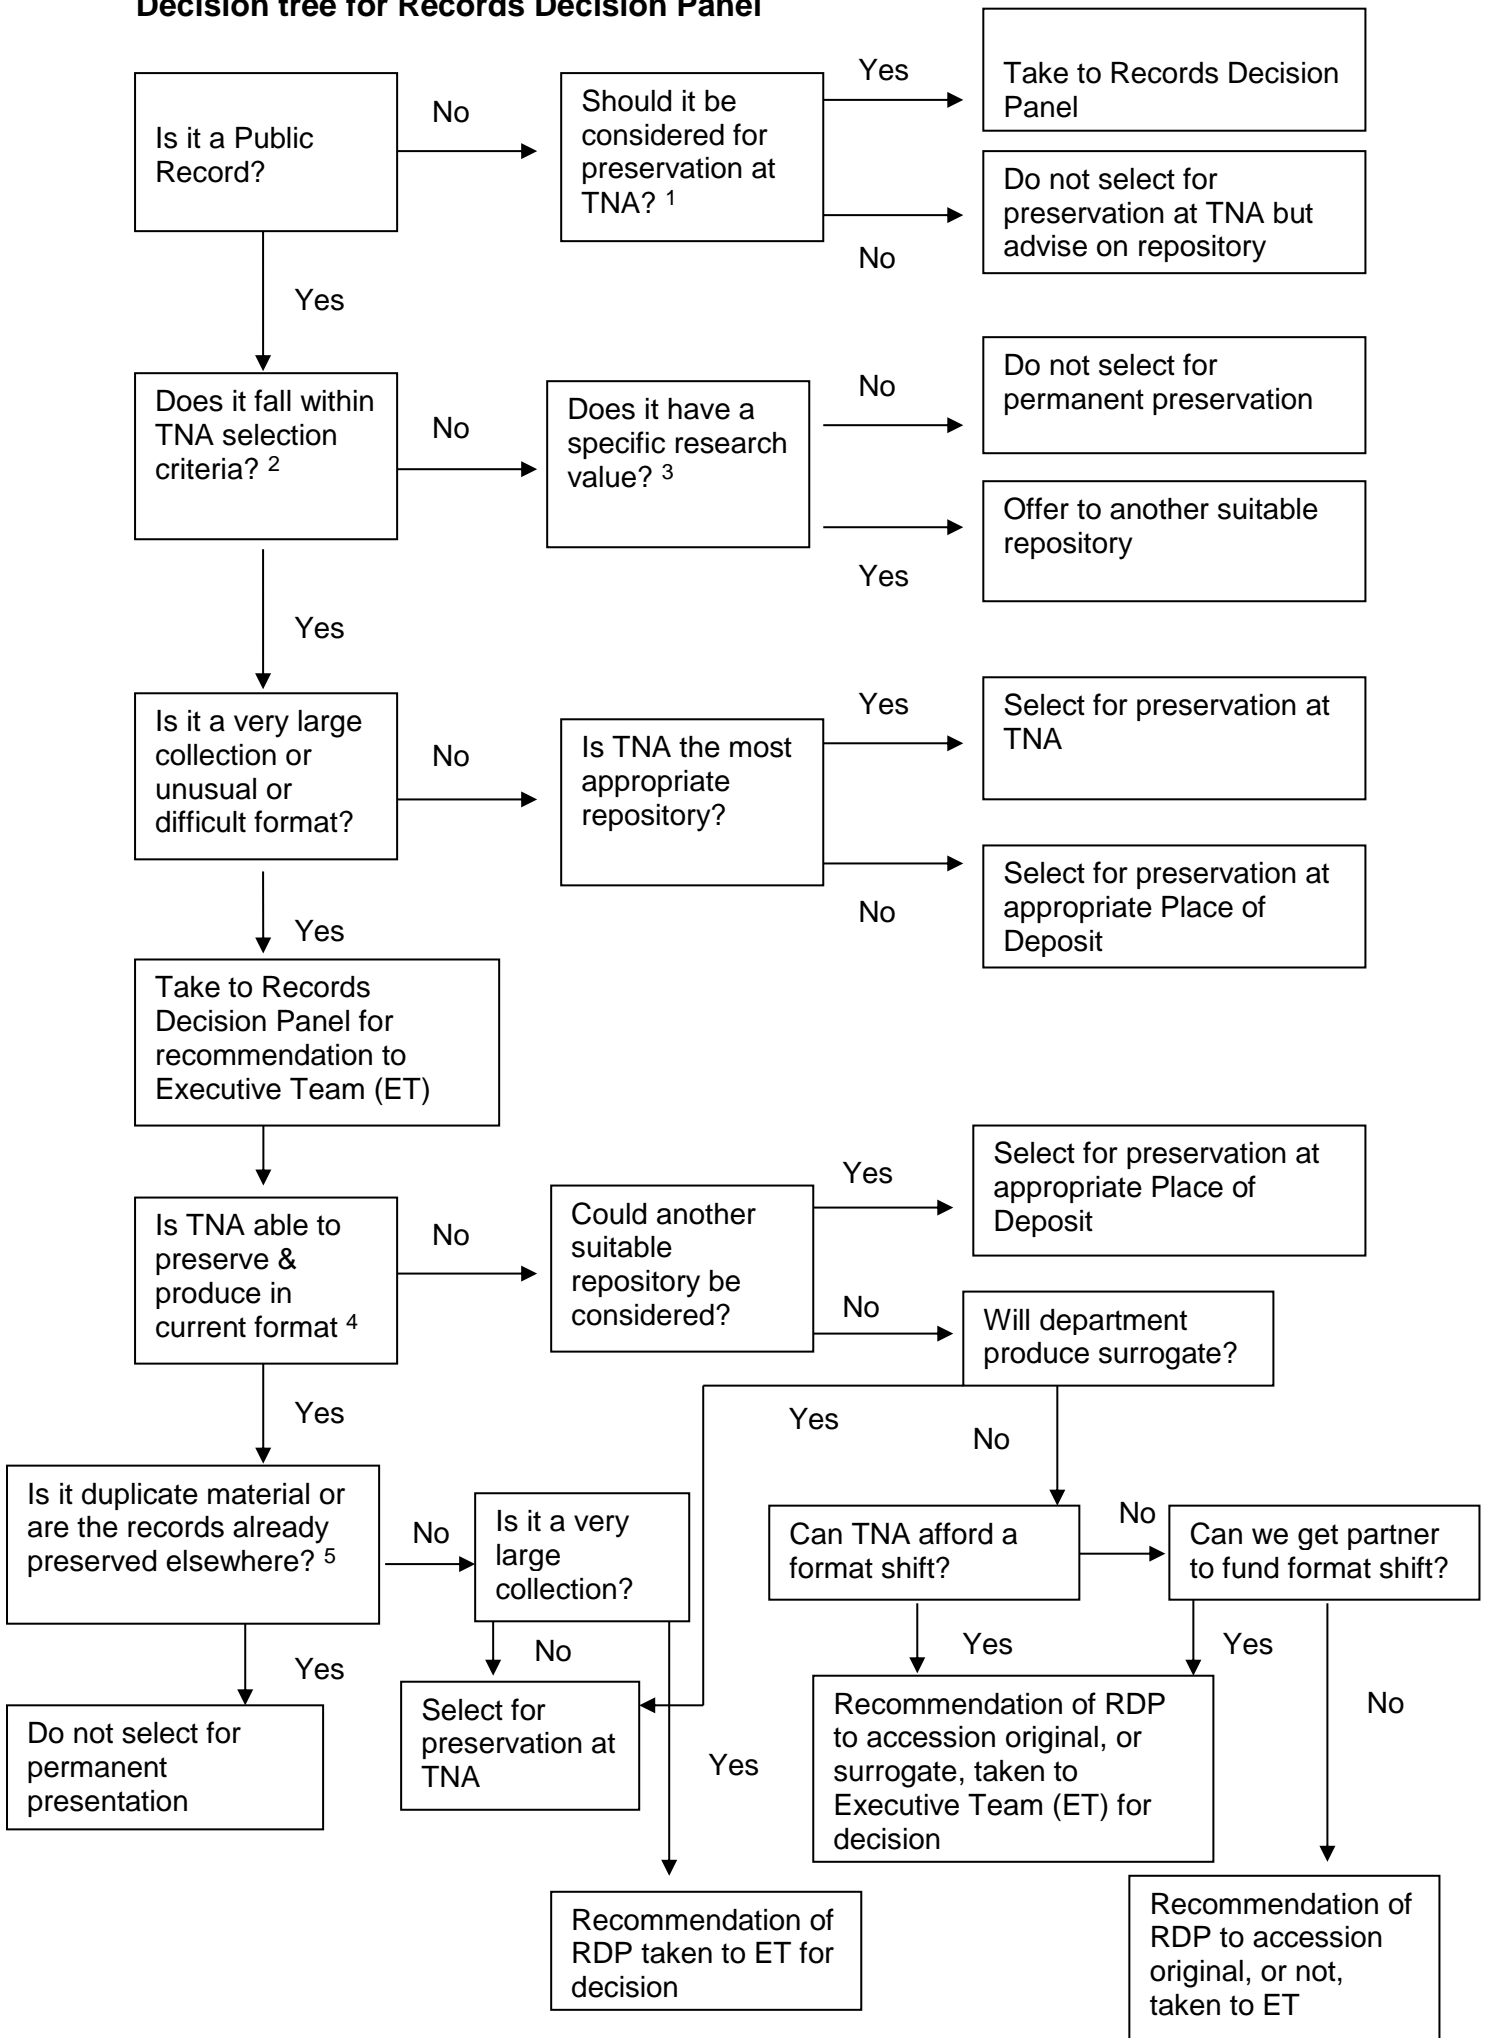 Decision tree for Records Decision Panel
Is it a Public
Record?
No
Should it be
considered for
preservation at
TNA? 1
Yes
Take to Records Decision
Panel
No
Do not select for
preservation at TNA but
advise on repository
Yes
Does it fall within
TNA selection
criteria? 2
No
Does it have a
specific research
value? 3
No
Do not select for
permanent preservation
Yes
Offer to another suitable
repository
Yes
Is it a very large
collection or
unusual or
difficult format?
No
Is TNA the most
appropriate
repository?
Yes
Select for preservation at
TNA
No
Select for preservation at
appropriate Place of
Deposit
Yes
Take to Records
Decision Panel for
recommendation to
Executive Team (ET)
Is TNA able to
preserve &
produce in
current format 4
No
Could another
suitable
repository be
considered?
Yes
Select for preservation at
appropriate Place of
Deposit
No
Will department
produce surrogate?
Yes
Yes
No
Is it duplicate material or
are the records already
preserved elsewhere? 5
No
Is it a very
large
collection?
Can TNA afford a
format shift?
No
Can we get partner
to fund format shift?
Yes
No
Yes
Yes
No
Do not select for
permanent
presentation
Select for
preservation at
TNA
Yes
Recommendation of RDP
to accession original, or
surrogate, taken to
Executive Team (ET) for
decision
Recommendation of
RDP taken to ET for
decision
Recommendation of
RDP to accession
original, or not,
taken to ET